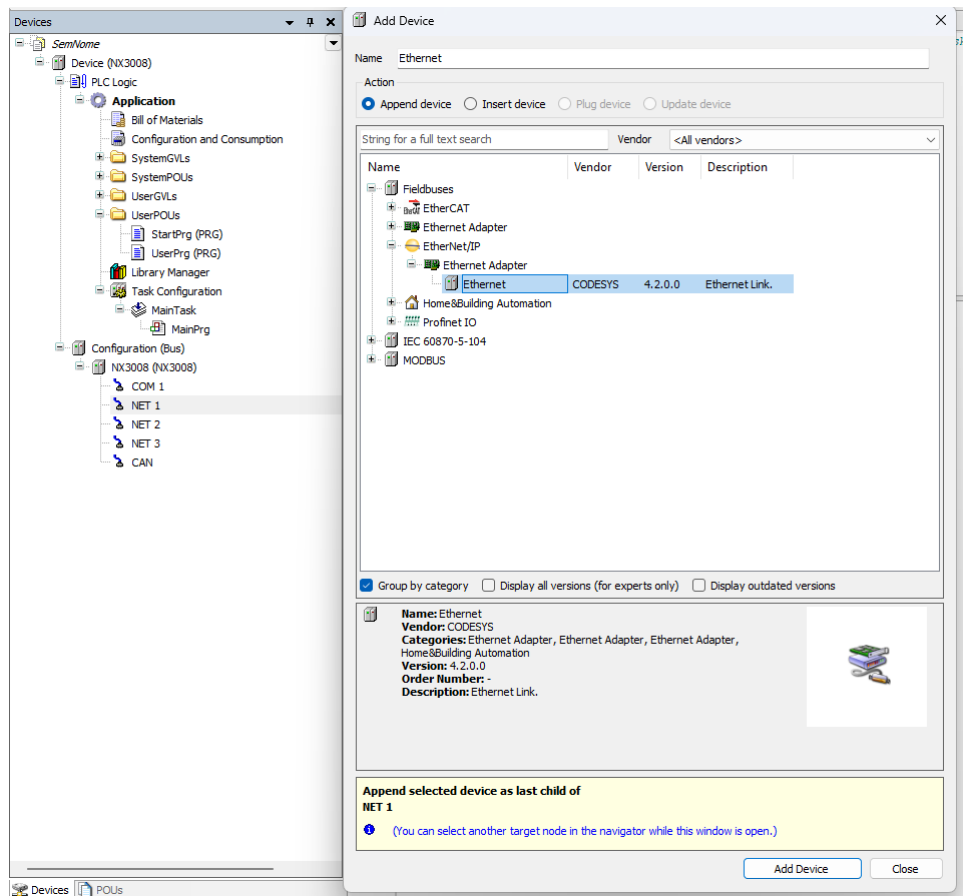 Devices
SemNome
Device (NX3008)
PLC Logic
Application
Bill of Materials
Configuration and Consumption
SystemGVLs
SystemPOUs
UserGVLs
UserPOUs
StartPrg (PRG)
UserPrg (PRG)
Library Manager
Task Configuration
MainTask
MainPrg
Configuration (Bus)
NX3008 (NX3008)
COM 1
NET 1
NET 2
NET 3
CAN
Devices POUs
Add Device
Name Ethernet
Action
Append device Insert device Plug device Update device
String for a full text search Vendor <All vendors>
Name Vendor Version Description
Fieldbuses
EtherCAT
Ethernet Adapter
EtherNet/IP
Ethernet Adapter
Ethernet CODESYS 4.2.0.0 Ethernet Link.
Home&Building Automation
Profinet IO
IEC 60870-5-104
MODBUS
Group by category Display all versions (for experts only) Display outdated versions
Name: Ethernet
Vendor: CODESYS
Categories: Ethernet Adapter, Ethernet Adapter, Ethernet Adapter,
Home&Building Automation
Version: 4.2.0.0
Order Number: -
Description: Ethernet Link.
Append selected device as last child of
NET 1
(You can select another target node in the navigator while this window is open.)
Add Device Close